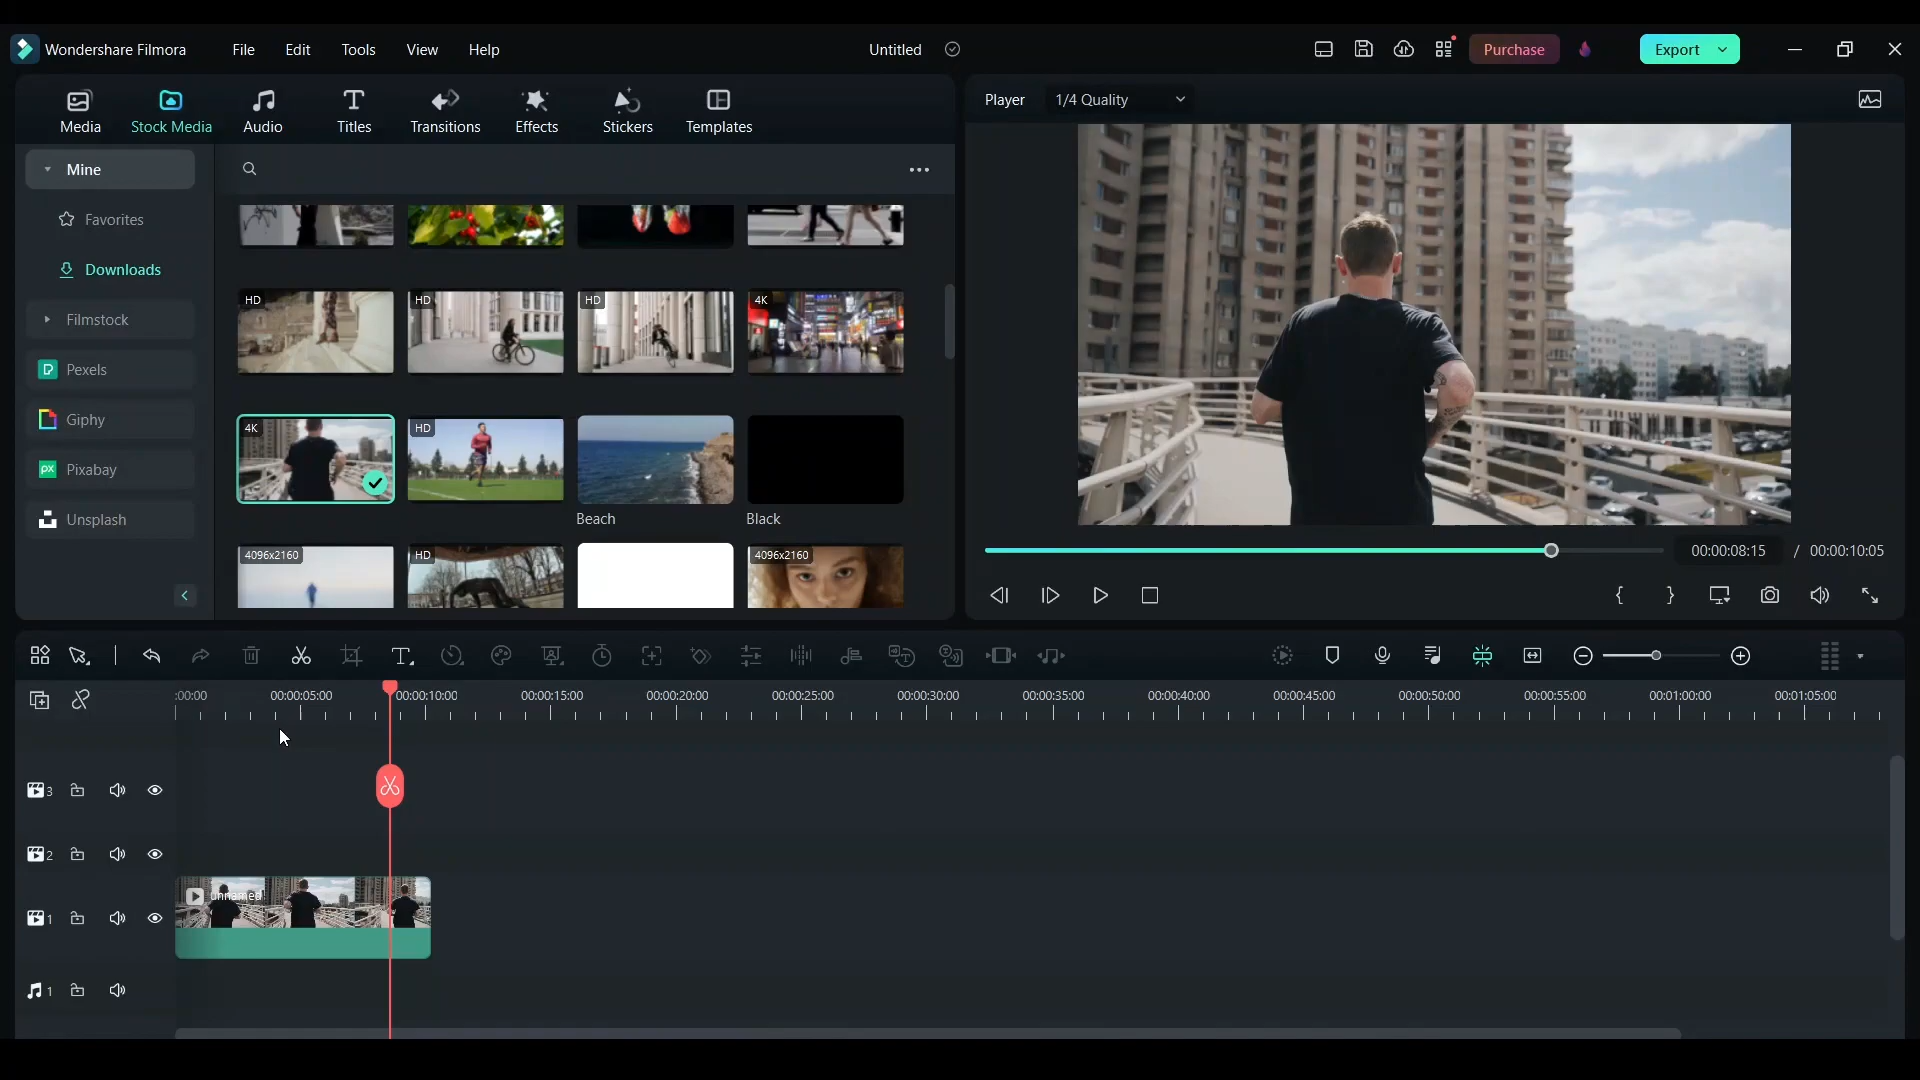 Wondershare Filmora
File
Edit
Tools
View
Help
Untitled
Purchase
Export
Media
Stock Media
Audio
Titles
Transitions
Effects
Stickers
Templates
Player
1/4 Quality
Mine
Favorites
Downloads
Filmstock
Pexels
Giphy
Pixabay
Unsplash
HD
HD
HD
4K
4K
HD
Beach
Black
4096x2160
HD
4096x2160
00:00:08:15
/
00:00:10:05
:00:00
00:00:05:00
00:00:10:00
00:00:15:00
00:00:20:00
00:00:25:00
00:00:30:00
00:00:35:00
00:00:40:00
00:00:45:00
00:00:50:00
00:00:55:00
00:01:00:00
00:01:05:00
3
2
unnamed
1
1